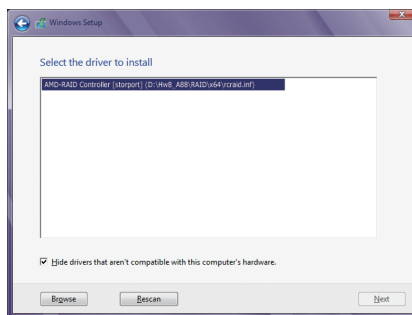 Windows Setup
Select the driver to install
AMD-RAID Controller [storport] (D:\Hw8_A88\RAID\x64\rcraid.inf)
Hide drivers that aren't compatible with this computer's hardware.
Browse
Rescan
Next